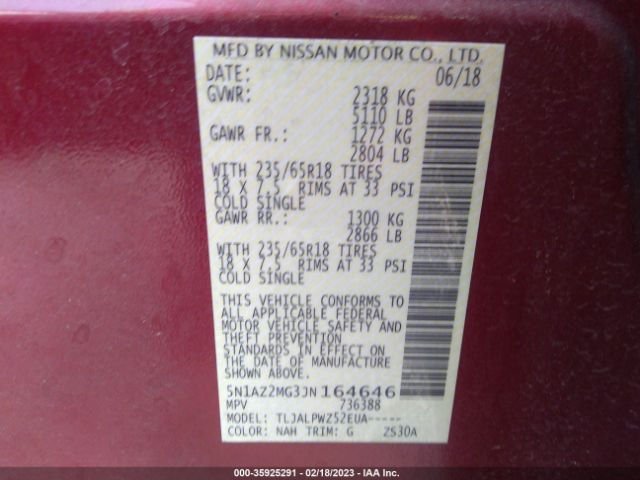 MFD BY NISSAN MOTOR CO., LTD.
DATE: 06/18
GVWR: 2318 KG
5110 LB
GAWR FR.: 1272 KG
2804 LB
WITH 235/65R18 TIRES
18 X 7.5 RIMS AT 33 PSI
COLD SINGLE
GAWR RR.: 1300 KG
2866 LB
WITH 235/65R18 TIRES
18 X 7.5 RIMS AT 33 PSI
COLD SINGLE
THIS VEHICLE CONFORMS TO
ALL APPLICABLE FEDERAL
MOTOR VEHICLE SAFETY AND
THEFT PREVENTION
STANDARDS IN EFFECT ON
THE DATE OF MANUFACTURE
SHOWN ABOVE.
5N1AZ2MG3JN164646
MPV 736388
MODEL: TLJALPWZ52EUA-----
COLOR: NAH TRIM: G ZS30A
000-35925291 - 02/18/2023 - IAA Inc.